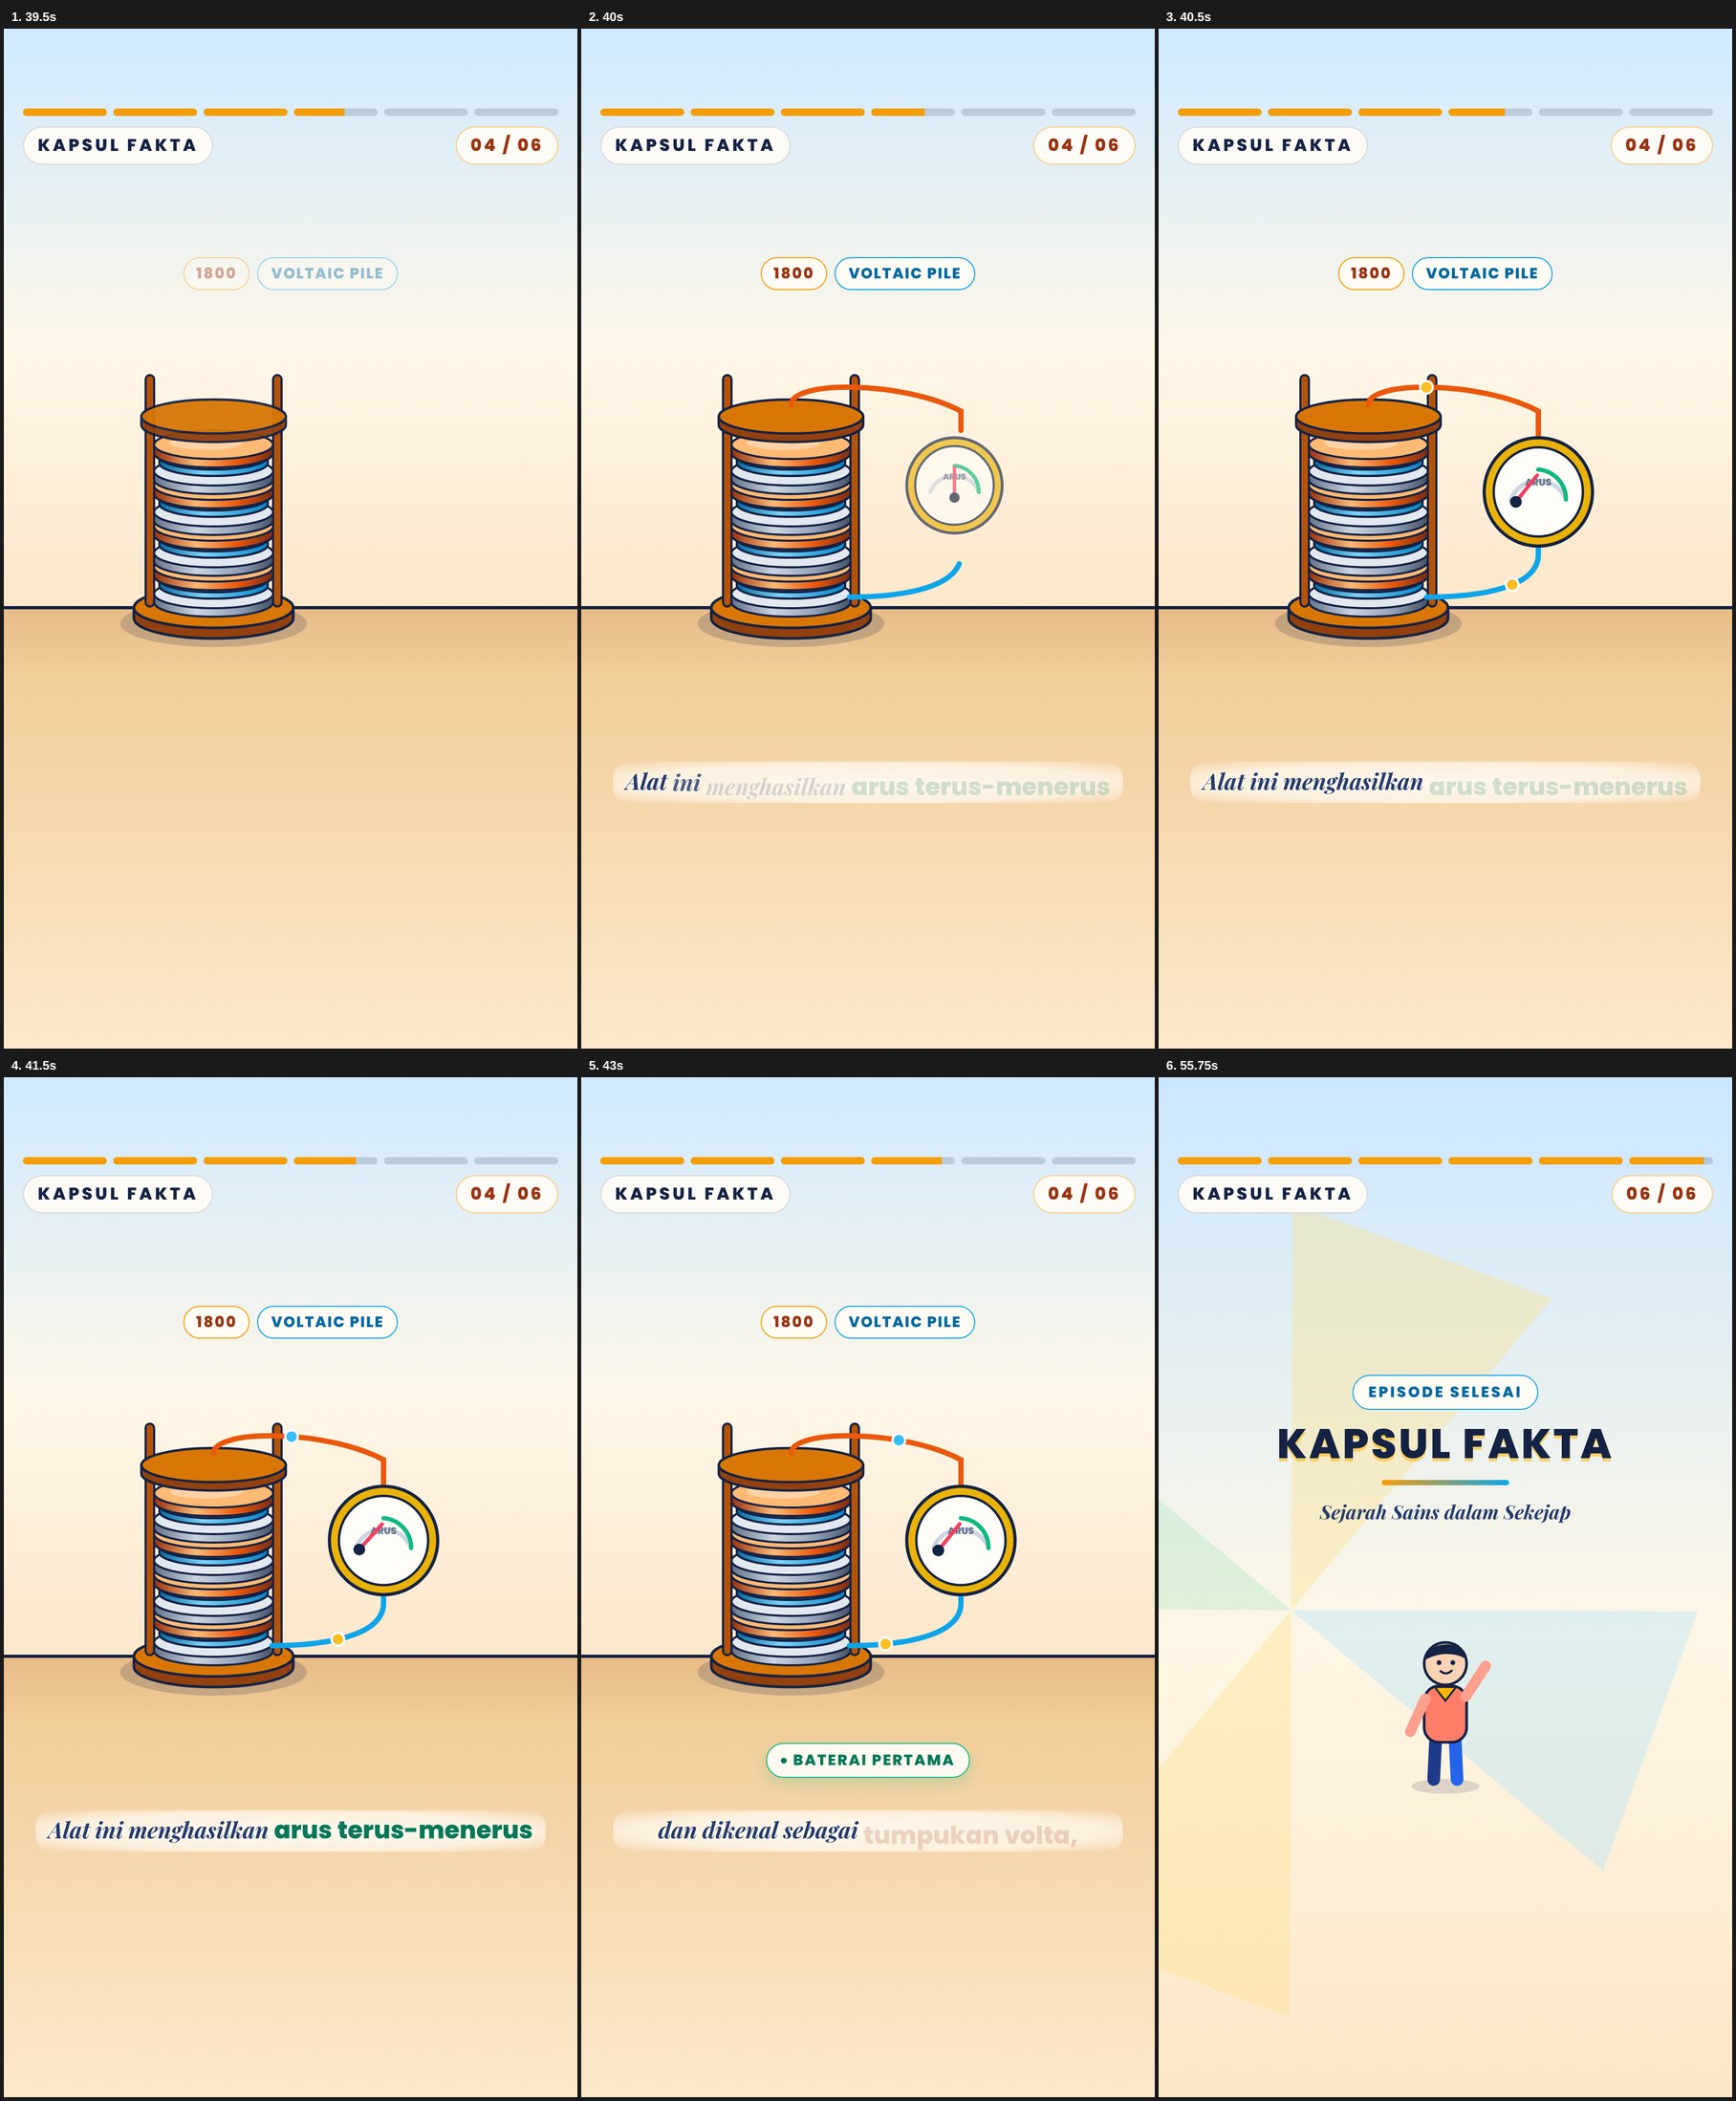 1. 39.5s
KAPSUL FAKTA
04 / 06
1800
VOLTAIC PILE
2. 40s
KAPSUL FAKTA
04 / 06
1800
VOLTAIC PILE
ARUS
Alat ini menghasilkan arus terus-menerus
3. 40.5s
KAPSUL FAKTA
04 / 06
1800
VOLTAIC PILE
ARUS
Alat ini menghasilkan arus terus-menerus
4. 41.5s
KAPSUL FAKTA
04 / 06
1800
VOLTAIC PILE
ARUS
Alat ini menghasilkan arus terus-menerus
5. 43s
KAPSUL FAKTA
04 / 06
1800
VOLTAIC PILE
ARUS
• BATERAI PERTAMA
dan dikenal sebagai tumpukan volta,
6. 55.75s
KAPSUL FAKTA
06 / 06
EPISODE SELESAI
KAPSUL FAKTA
Sejarah Sains dalam Sekejap